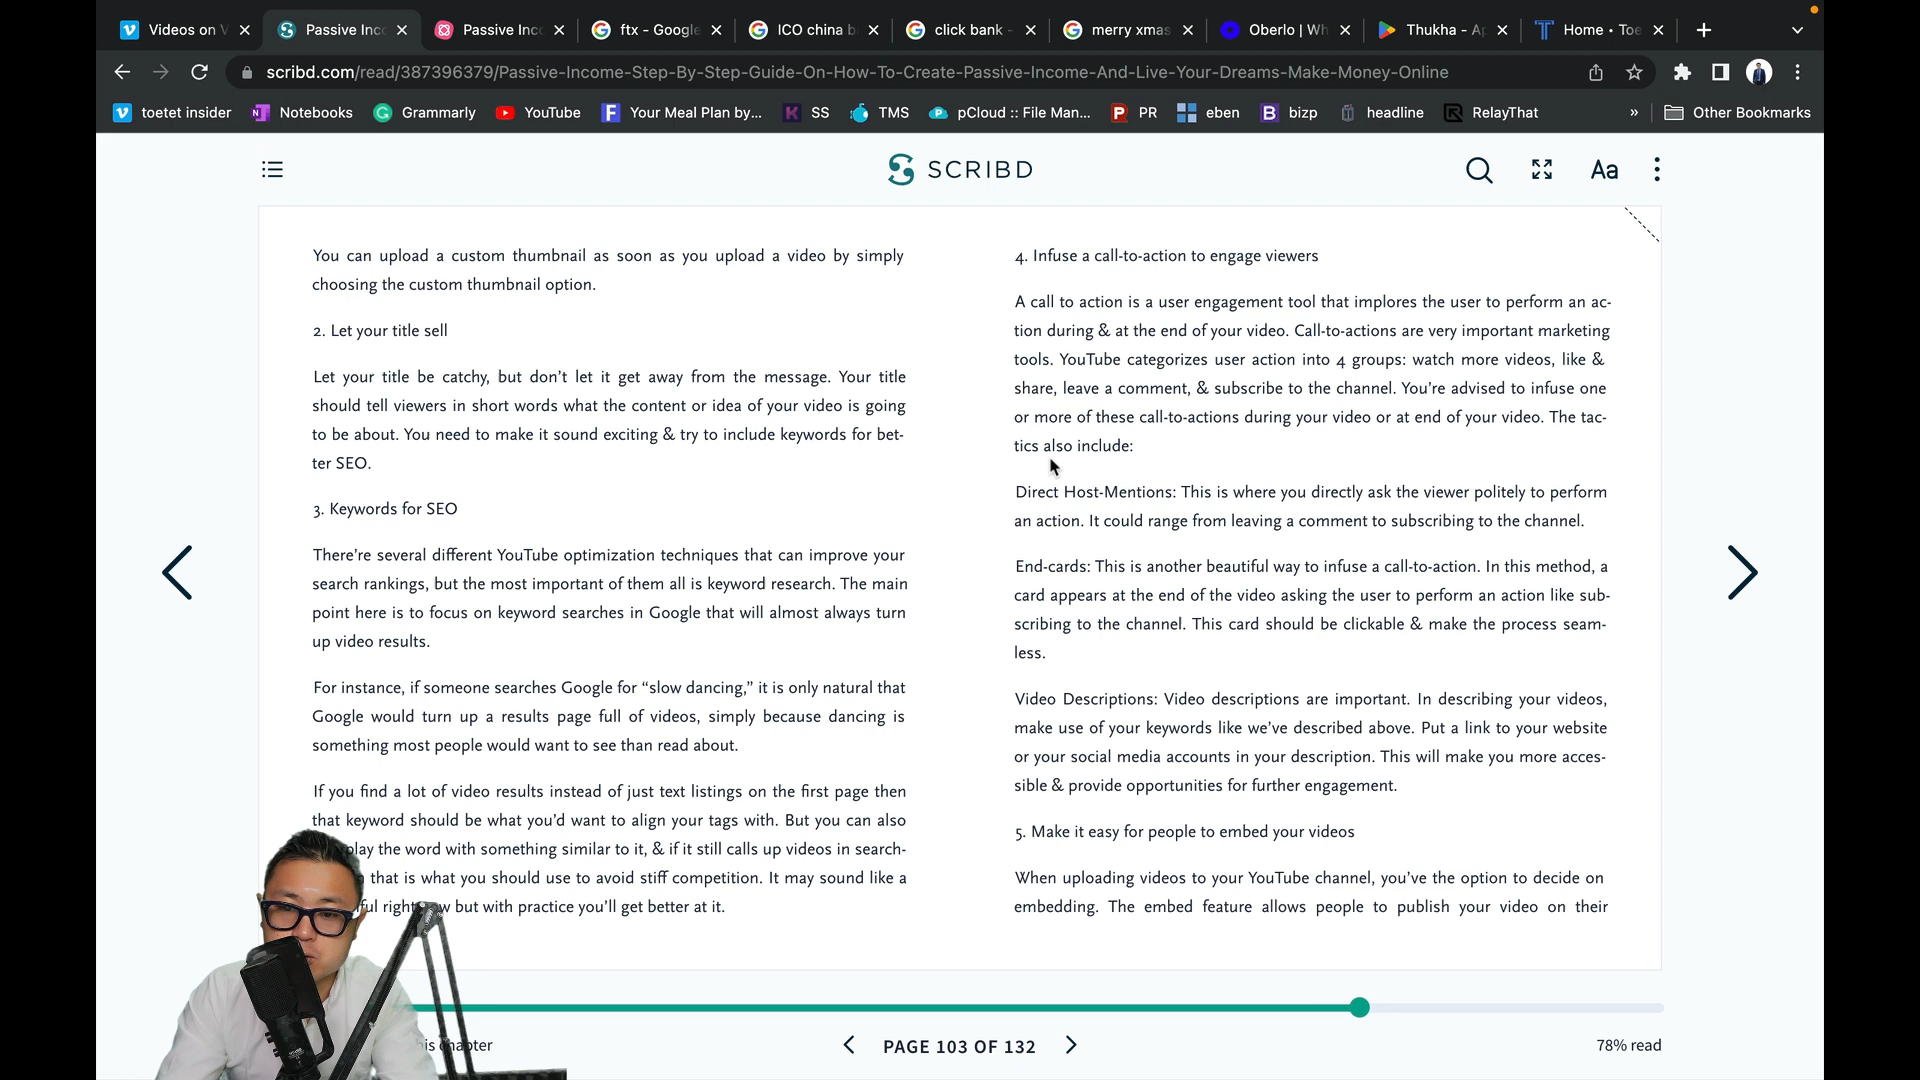 Videos on V
Passive Inc
Passive Inc
ftx - Google
ICO china b
click bank -
merry xmas
Oberlo | Wh
Thukha - Ap
Home • Toe
scribd.com/read/387396379/Passive-Income-Step-By-Step-Guide-On-How-To-Create-Passive-Income-And-Live-Your-Dreams-Make-Money-Online
toetet insider
Notebooks
Grammarly
YouTube
Your Meal Plan by...
SS
TMS
pCloud :: File Man...
PR
eben
bizp
headline
RelayThat
»
Other Bookmarks
SCRIBD
Aa
You can upload a custom thumbnail as soon as you upload a video by simply
choosing the custom thumbnail option.
2. Let your title sell
Let your title be catchy, but don’t let it get away from the message. Your title
should tell viewers in short words what the content or idea of your video is going
to be about. You need to make it sound exciting & try to include keywords for bet-
ter SEO.
3. Keywords for SEO
There’re several different YouTube optimization techniques that can improve your
search rankings, but the most important of them all is keyword research. The main
point here is to focus on keyword searches in Google that will almost always turn
up video results.
For instance, if someone searches Google for “slow dancing,” it is only natural that
Google would turn up a results page full of videos, simply because dancing is
something most people would want to see than read about.
If you find a lot of video results instead of just text listings on the first page then
that keyword should be what you’d want to align your tags with. But you can also
play the word with something similar to it, & if it still calls up videos in search-
that is what you should use to avoid stiff competition. It may sound like a
ful right w but with practice you’ll get better at it.
4. Infuse a call-to-action to engage viewers
A call to action is a user engagement tool that implores the user to perform an ac-
tion during & at the end of your video. Call-to-actions are very important marketing
tools. YouTube categorizes user action into 4 groups: watch more videos, like &
share, leave a comment, & subscribe to the channel. You’re advised to infuse one
or more of these call-to-actions during your video or at end of your video. The tac-
tics also include:
Direct Host-Mentions: This is where you directly ask the viewer politely to perform
an action. It could range from leaving a comment to subscribing to the channel.
End-cards: This is another beautiful way to infuse a call-to-action. In this method, a
card appears at the end of the video asking the user to perform an action like sub-
scribing to the channel. This card should be clickable & make the process seam-
less.
Video Descriptions: Video descriptions are important. In describing your videos,
make use of your keywords like we’ve described above. Put a link to your website
or your social media accounts in your description. This will make you more acces-
sible & provide opportunities for further engagement.
5. Make it easy for people to embed your videos
When uploading videos to your YouTube channel, you’ve the option to decide on
embedding. The embed feature allows people to publish your video on their
his chapter
PAGE 103 OF 132
78% read